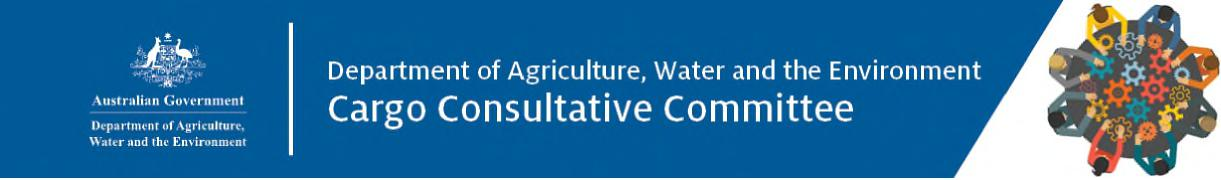 Australian Government
Department of Agriculture,
Water and the Environment
Department of Agriculture, Water and the Environment
Cargo Consultative Committee